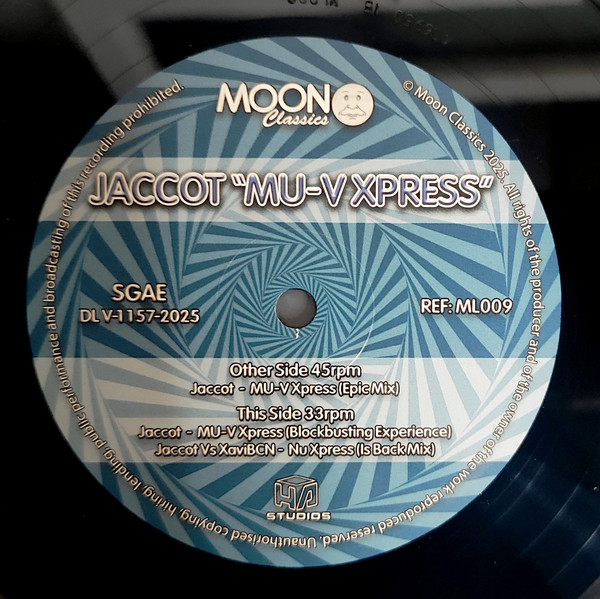 MOON
Classics
JACCOT "MU-V XPRESS"
SGAE
DL V-1157-2025
REF: ML009
Other Side 45rpm
Jaccot - MU-V Xpress (Epic Mix)
This Side 33rpm
Jaccot - MU-V Xpress (Blockbusting Experience)
Jaccot Vs XaviBCN - Nu Xpress (Is Back Mix)
STUDIOS
© Moon Classics 2025. All rights of the producer and of the owner of the work reproduced reserved. Unauthorised copying, hiring, lending, public performance and broadcasting of this recording prohibited.